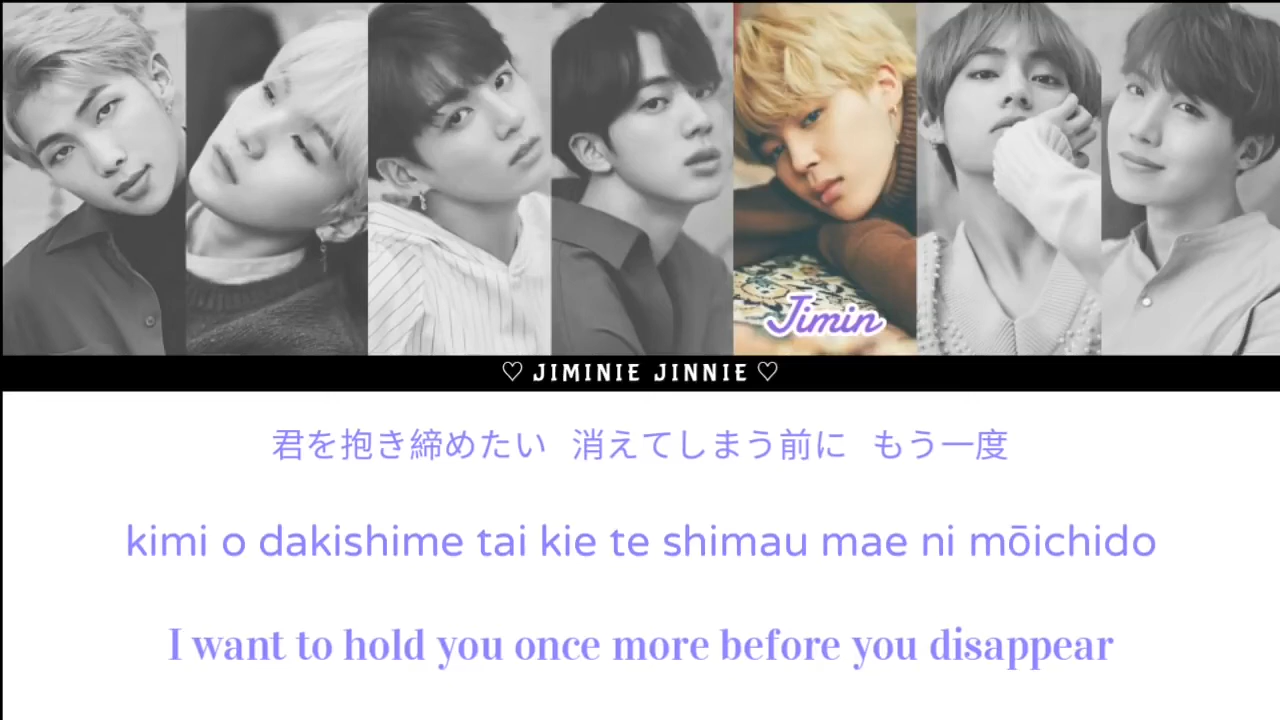 Jimin
♡ JIMINIE JINNIE ♡
君を抱き締めたい 消えてしまう前に もう一度
kimi o dakishime tai kie te shimau mae ni mōichido
I want to hold you once more before you disappear